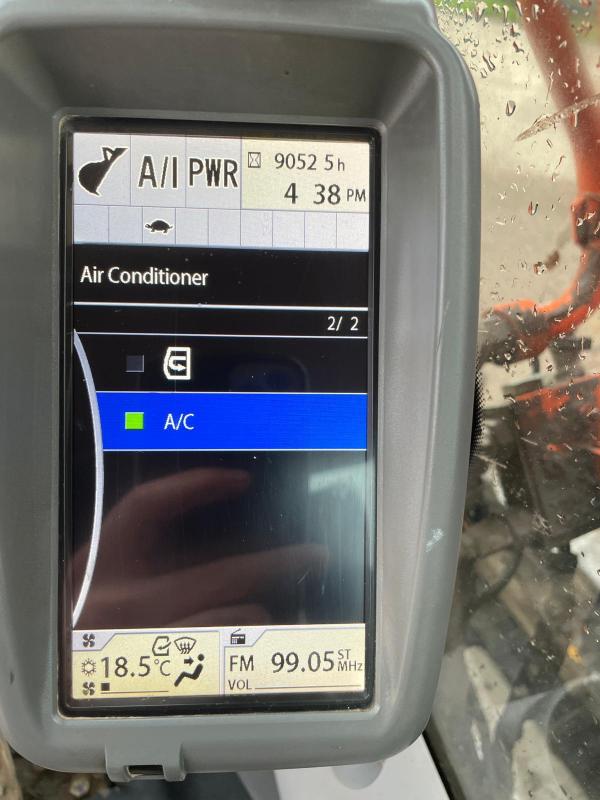 A/I PWR 9052 5h
4 38 PM
Air Conditioner
2/ 2
A/C
18.5°C FM 99.05 ST MHz
VOL